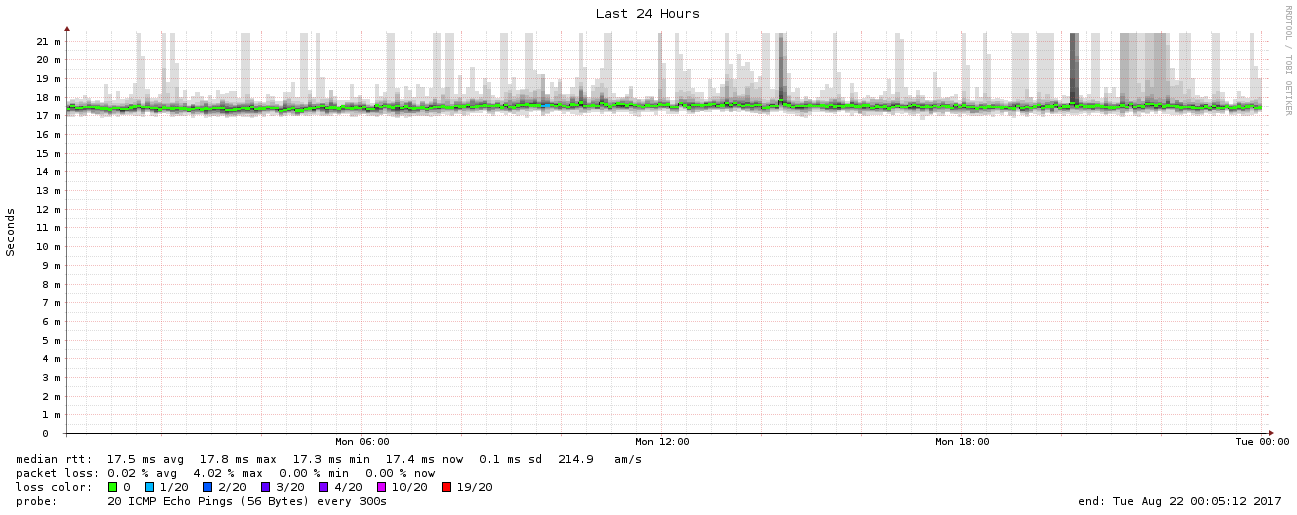 Last 24 Hours
RRDTOOL / TOBI OETIKER
Seconds
21 m
20 m
19 m
18 m
17 m
16 m
15 m
14 m
13 m
12 m
11 m
10 m
9 m
8 m
7 m
6 m
5 m
4 m
3 m
2 m
1 m
0
Mon 06:00 Mon 12:00 Mon 18:00 Tue 00:00
median rtt: 17.5 ms avg 17.8 ms max 17.3 ms min 17.4 ms now 0.1 ms sd 214.9 am/s
packet loss: 0.02 % avg 4.02 % max 0.00 % min 0.00 % now
loss color: 0 1/20 2/20 3/20 4/20 10/20 19/20
probe: 20 ICMP Echo Pings (56 Bytes) every 300s end: Tue Aug 22 00:05:12 2017